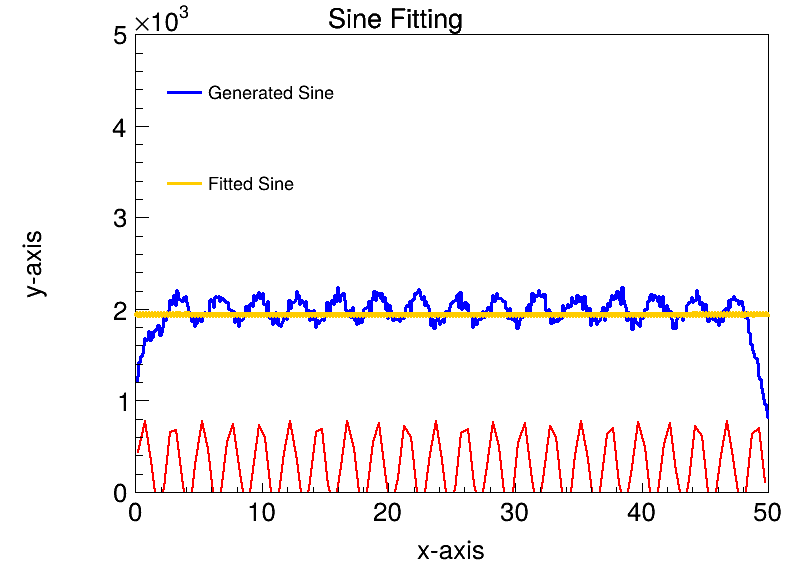 Sine Fitting
×10³
5
4
3
2
1
0
Generated Sine
Fitted Sine
y-axis
0 10 20 30 40 50
x-axis